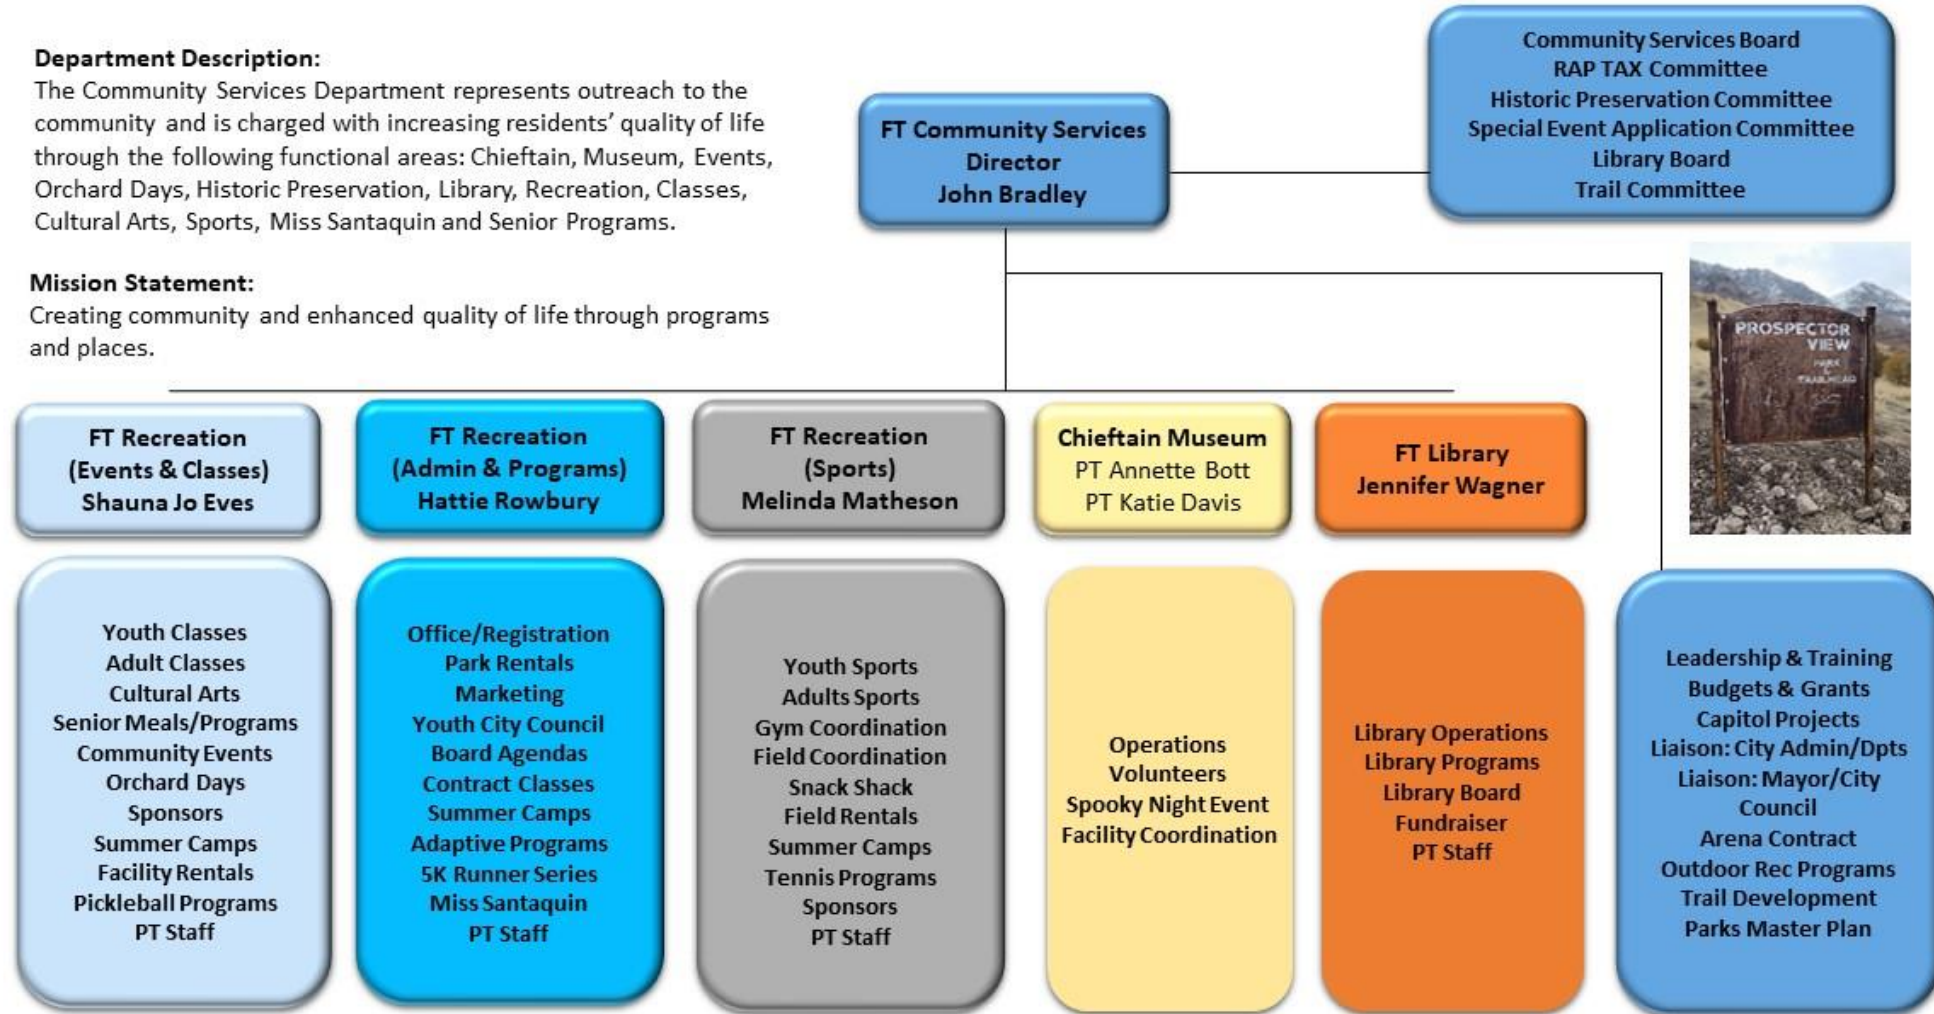 Department Description:
The Community Services Department represents outreach to the
community and is charged with increasing residents’ quality of life
through the following functional areas: Chieftain, Museum, Events,
Orchard Days, Historic Preservation, Library, Recreation, Classes,
Cultural Arts, Sports, Miss Santaquin and Senior Programs.
Mission Statement:
Creating community and enhanced quality of life through programs
and places.
FT Community Services
Director
John Bradley
Community Services Board
RAP TAX Committee
Historic Preservation Committee
Special Event Application Committee
Library Board
Trail Committee
PROSPECTOR
VIEW
PARK
&
TRAILHEAD
FT Recreation
(Events & Classes)
Shauna Jo Eves
FT Recreation
(Admin & Programs)
Hattie Rowbury
FT Recreation
(Sports)
Melinda Matheson
Chieftain Museum
PT Annette Bott
PT Katie Davis
FT Library
Jennifer Wagner
Youth Classes
Adult Classes
Cultural Arts
Senior Meals/Programs
Community Events
Orchard Days
Sponsors
Summer Camps
Facility Rentals
Pickleball Programs
PT Staff
Office/Registration
Park Rentals
Marketing
Youth City Council
Board Agendas
Contract Classes
Summer Camps
Adaptive Programs
5K Runner Series
Miss Santaquin
PT Staff
Youth Sports
Adults Sports
Gym Coordination
Field Coordination
Snack Shack
Field Rentals
Summer Camps
Tennis Programs
Sponsors
PT Staff
Operations
Volunteers
Spooky Night Event
Facility Coordination
Library Operations
Library Programs
Library Board
Fundraiser
PT Staff
Leadership & Training
Budgets & Grants
Capitol Projects
Liaison: City Admin/Dpts
Liaison: Mayor/City
Council
Arena Contract
Outdoor Rec Programs
Trail Development
Parks Master Plan